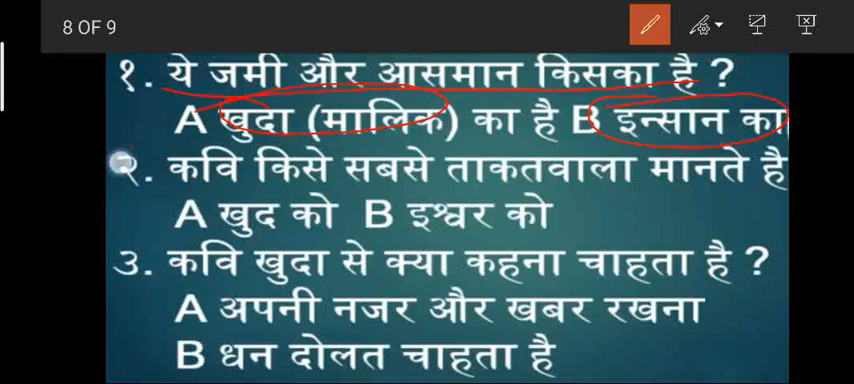 8 OF 9
१. ये जमी और आसमान किसका है ?
A खुदा (मालिक) का है B इन्सान का
२. कवि किसे सबसे ताकतवाला मानते है
A खुद को B इश्वर को
3. कवि खुदा से क्या कहना चाहता है ?
A अपनी नजर और खबर रखना
B धन दोलत चाहता है